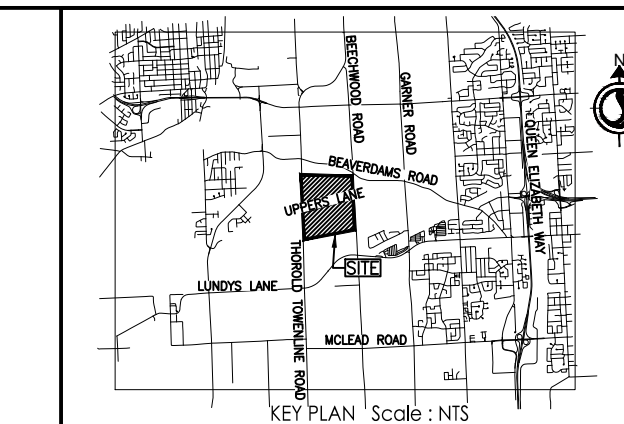 N
BEECHWOOD ROAD
GARNER ROAD
QUEEN ELIZABETH WAY
BEAVERDAMS ROAD
UPPERS LANE
SITE
THOROLD TOWENLINE ROAD
LUNDYS LANE
MCLEAD ROAD
KEY PLAN Scale : NTS